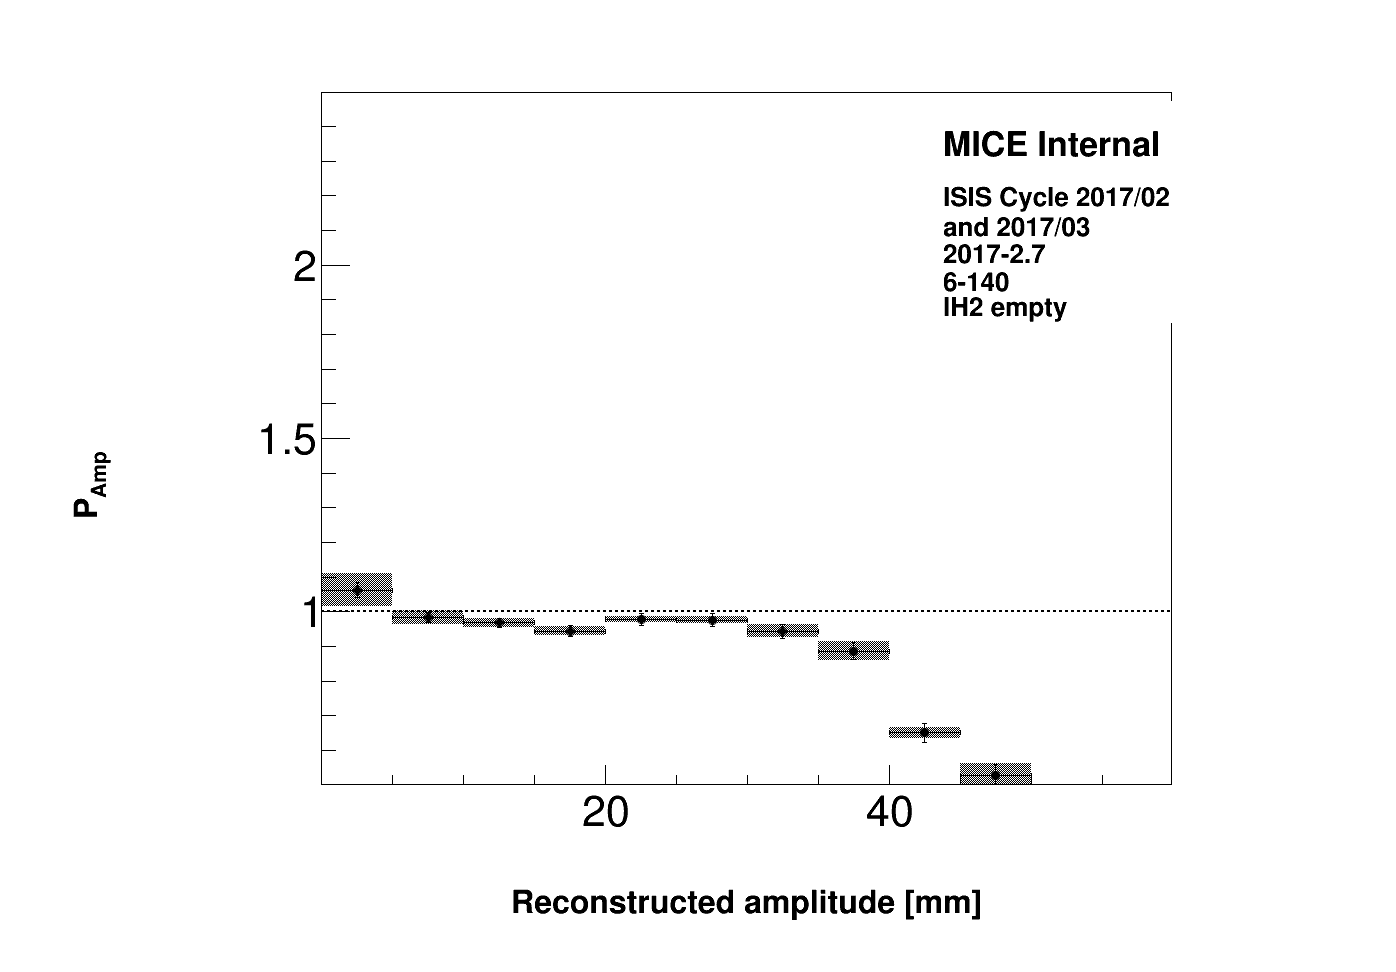 MICE Internal
ISIS Cycle 2017/02
and 2017/03
2017-2.7
6-140
lH2 empty
2
1.5
1
20
40
P_Amp
Reconstructed amplitude [mm]